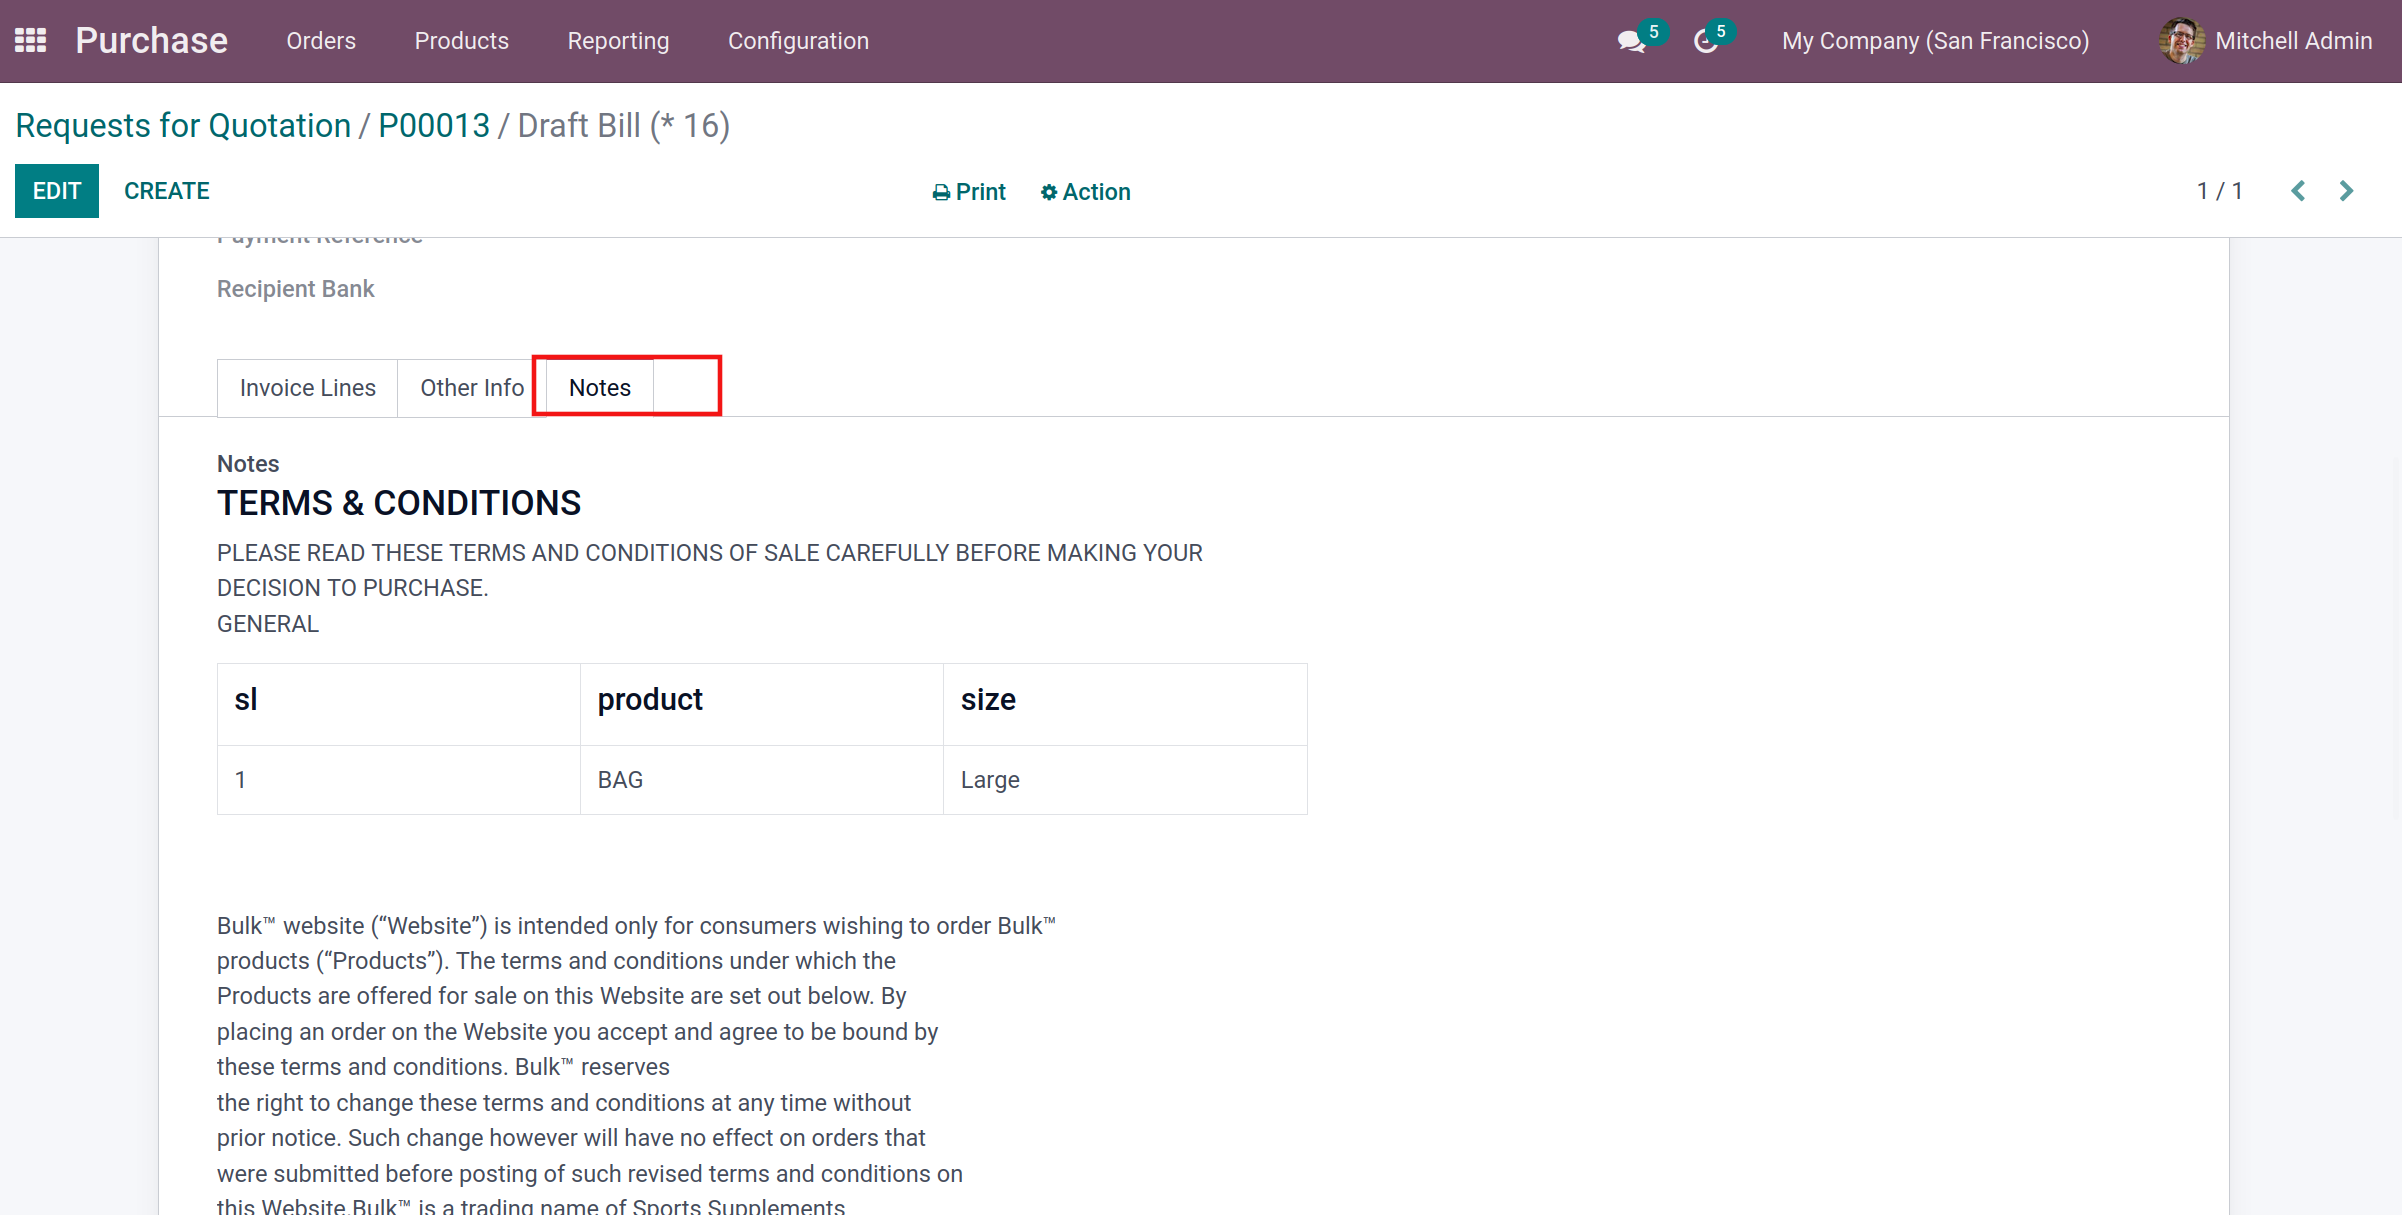 Purchase Orders Products Reporting Configuration 5 5 My Company (San Francisco) Mitchell Admin
Requests for Quotation / P00013 / Draft Bill (* 16)
EDIT CREATE Print Action 1 / 1
Payment Reference
Recipient Bank
Invoice Lines Other Info Notes
Notes
TERMS & CONDITIONS
PLEASE READ THESE TERMS AND CONDITIONS OF SALE CAREFULLY BEFORE MAKING YOUR
DECISION TO PURCHASE.
GENERAL
sl product size
1 BAG Large
Bulk™ website (“Website”) is intended only for consumers wishing to order Bulk™
products (“Products”). The terms and conditions under which the
Products are offered for sale on this Website are set out below. By
placing an order on the Website you accept and agree to be bound by
these terms and conditions. Bulk™ reserves
the right to change these terms and conditions at any time without
prior notice. Such change however will have no effect on orders that
were submitted before posting of such revised terms and conditions on
this Website.Bulk™ is a trading name of Sports Supplements